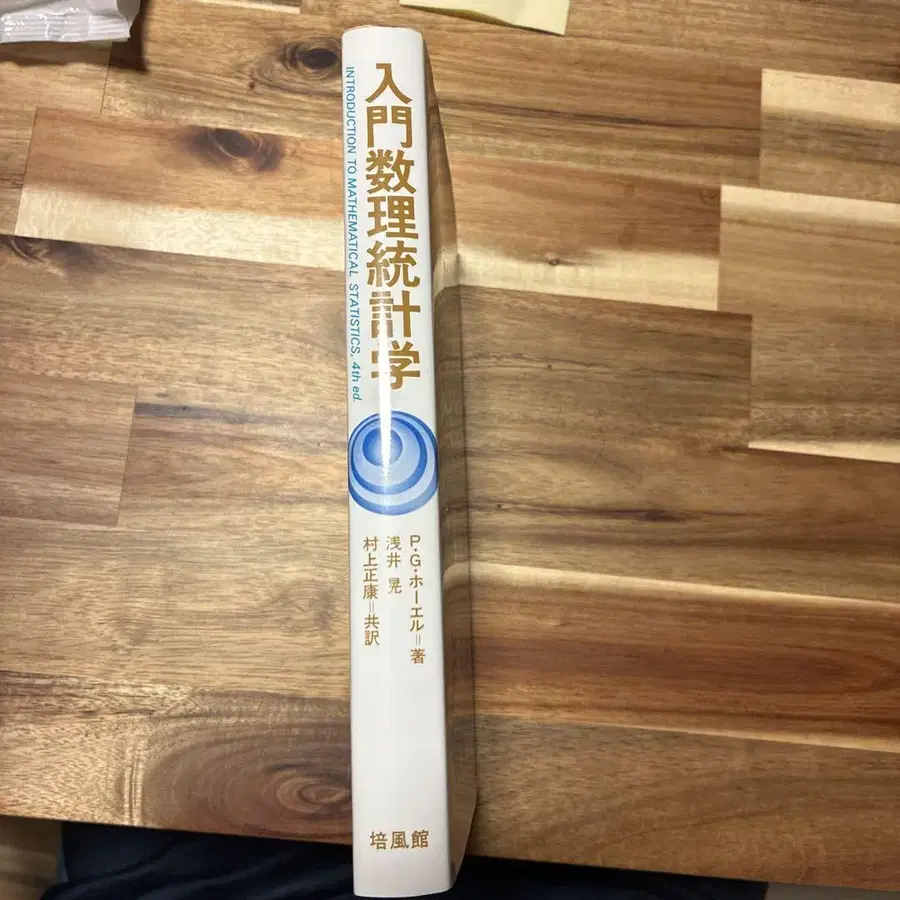 入門数理統計学
INTRODUCTION TO MATHEMATICAL STATISTICS, 4th ed.
P・G・ホーエル=著
浅井 晃
村上正康=共訳
培風館